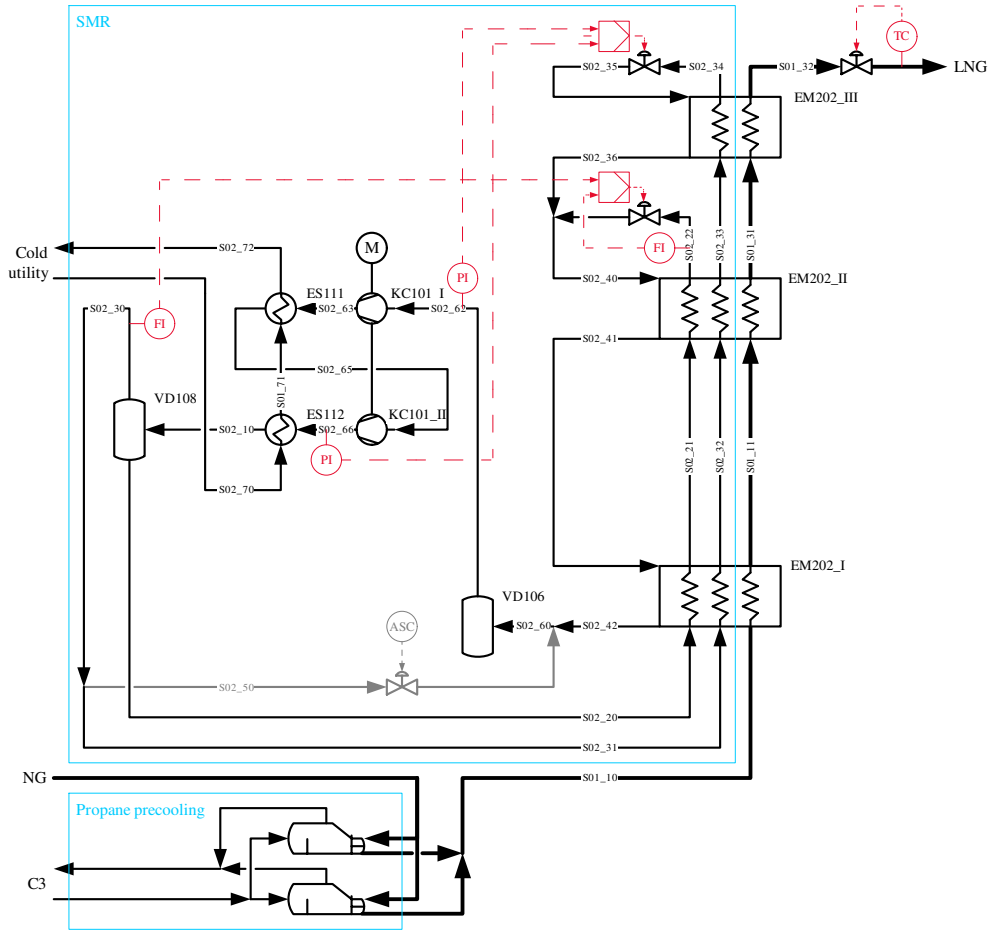 SMR
TC
S02_35
S02_34
S01_32
LNG
EM202_III
S02_36
M
S02_72
Cold
utility
FI
S02_22
S02_33
S01_31
PI
S02_40
EM202_II
ES111
KC101_I
S02_30
S02_63
S02_62
FI
S02_41
S02_65
S01_71
VD108
ES112
KC101_II
S02_10
S02_66
PI
S02_21
S02_32
S01_11
S02_70
EM202_I
VD106
ASC
S02_60
S02_42
S02_50
S02_20
S02_31
NG
S01_10
Propane precooling
C3